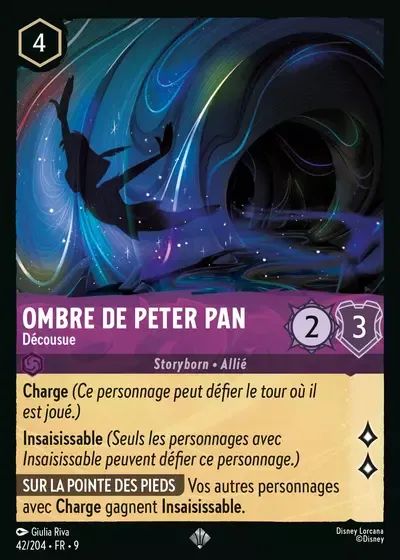 4
OMBRE DE PETER PAN
Décousue
2
3
Storyborn • Allié
Charge (Ce personnage peut défier le tour où il
est joué.)
Insaisissable (Seuls les personnages avec
Insaisissable peuvent défier ce personnage.)
SUR LA POINTE DES PIEDS Vos autres personnages
avec Charge gagnent Insaisissable.
Giulia Riva
42/204 • FR • 9
Disney Lorcana
©Disney